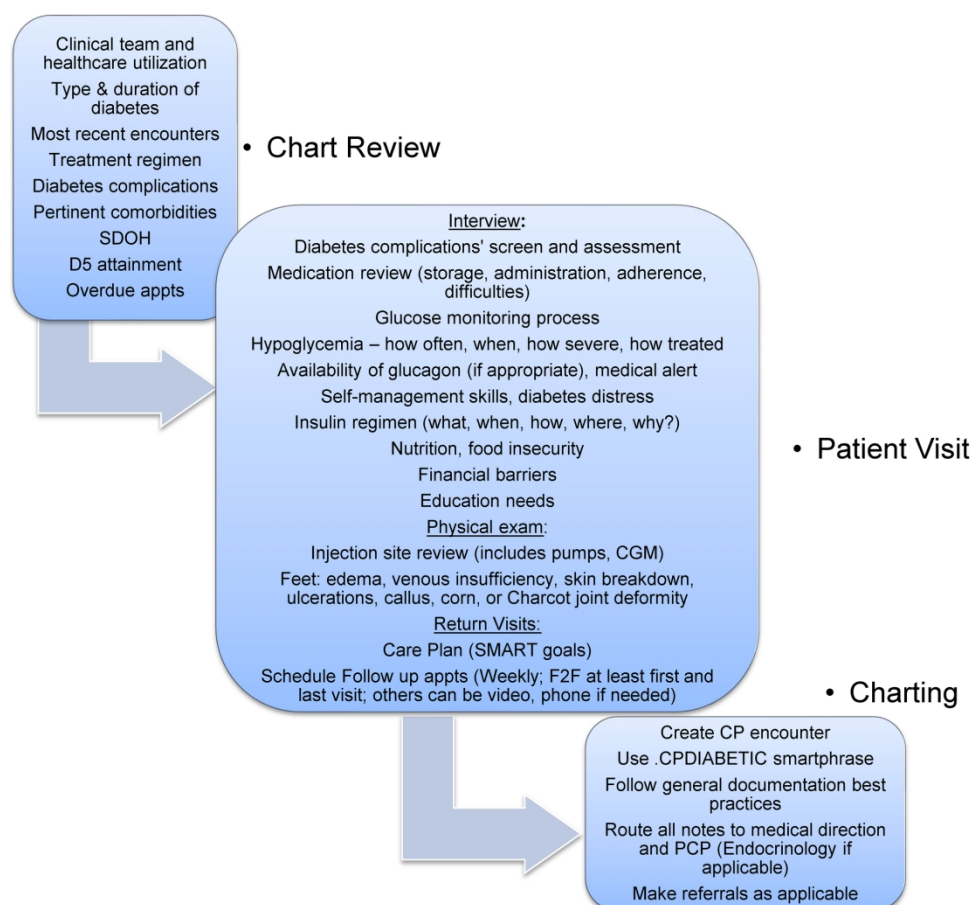 Clinical team and
healthcare utilization
Type & duration of
diabetes
Most recent encounters
Treatment regimen
Diabetes complications
Pertinent comorbidities
SDOH
D5 attainment
Overdue appts
• Chart Review
Interview:
Diabetes complications' screen and assessment
Medication review (storage, administration, adherence,
difficulties)
Glucose monitoring process
Hypoglycemia – how often, when, how severe, how treated
Availability of glucagon (if appropriate), medical alert
Self-management skills, diabetes distress
Insulin regimen (what, when, how, where, why?)
Nutrition, food insecurity
Financial barriers
Education needs
Physical exam:
Injection site review (includes pumps, CGM)
Feet: edema, venous insufficiency, skin breakdown,
ulcerations, callus, corn, or Charcot joint deformity
Return Visits:
Care Plan (SMART goals)
Schedule Follow up appts (Weekly; F2F at least first and
last visit; others can be video, phone if needed)
• Patient Visit
• Charting
Create CP encounter
Use .CPDIABETIC smartphrase
Follow general documentation best
practices
Route all notes to medical direction
and PCP (Endocrinology if
applicable)
Make referrals as applicable